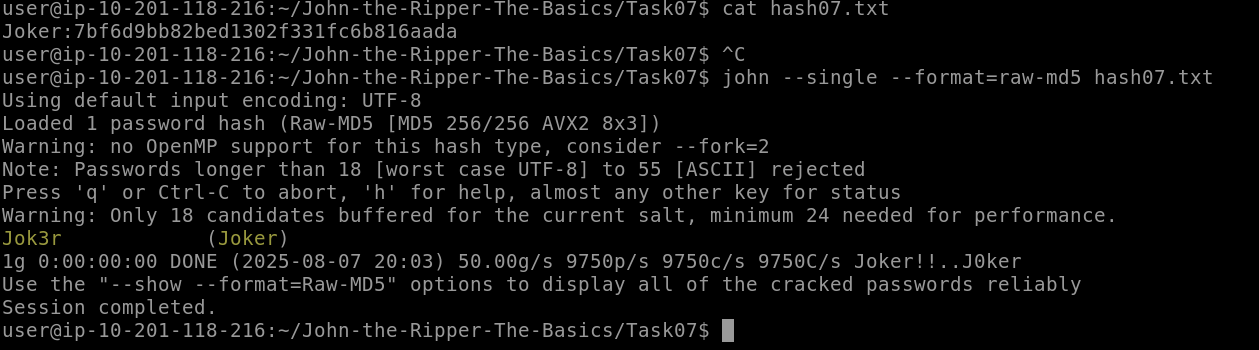 user@ip-10-201-118-216:~/John-the-Ripper-The-Basics/Task07$ cat hash07.txt
Joker:7bf6d9bb82bed1302f331fc6b816aada
user@ip-10-201-118-216:~/John-the-Ripper-The-Basics/Task07$ ^C
user@ip-10-201-118-216:~/John-the-Ripper-The-Basics/Task07$ john --single --format=raw-md5 hash07.txt
Using default input encoding: UTF-8
Loaded 1 password hash (Raw-MD5 [MD5 256/256 AVX2 8x3])
Warning: no OpenMP support for this hash type, consider --fork=2
Note: Passwords longer than 18 [worst case UTF-8] to 55 [ASCII] rejected
Press 'q' or Ctrl-C to abort, 'h' for help, almost any other key for status
Warning: Only 18 candidates buffered for the current salt, minimum 24 needed for performance.
Jok3r            (Joker)
1g 0:00:00:00 DONE (2025-08-07 20:03) 50.00g/s 9750p/s 9750c/s 9750C/s Joker!!..J0ker
Use the "--show --format=Raw-MD5" options to display all of the cracked passwords reliably
Session completed.
user@ip-10-201-118-216:~/John-the-Ripper-The-Basics/Task07$